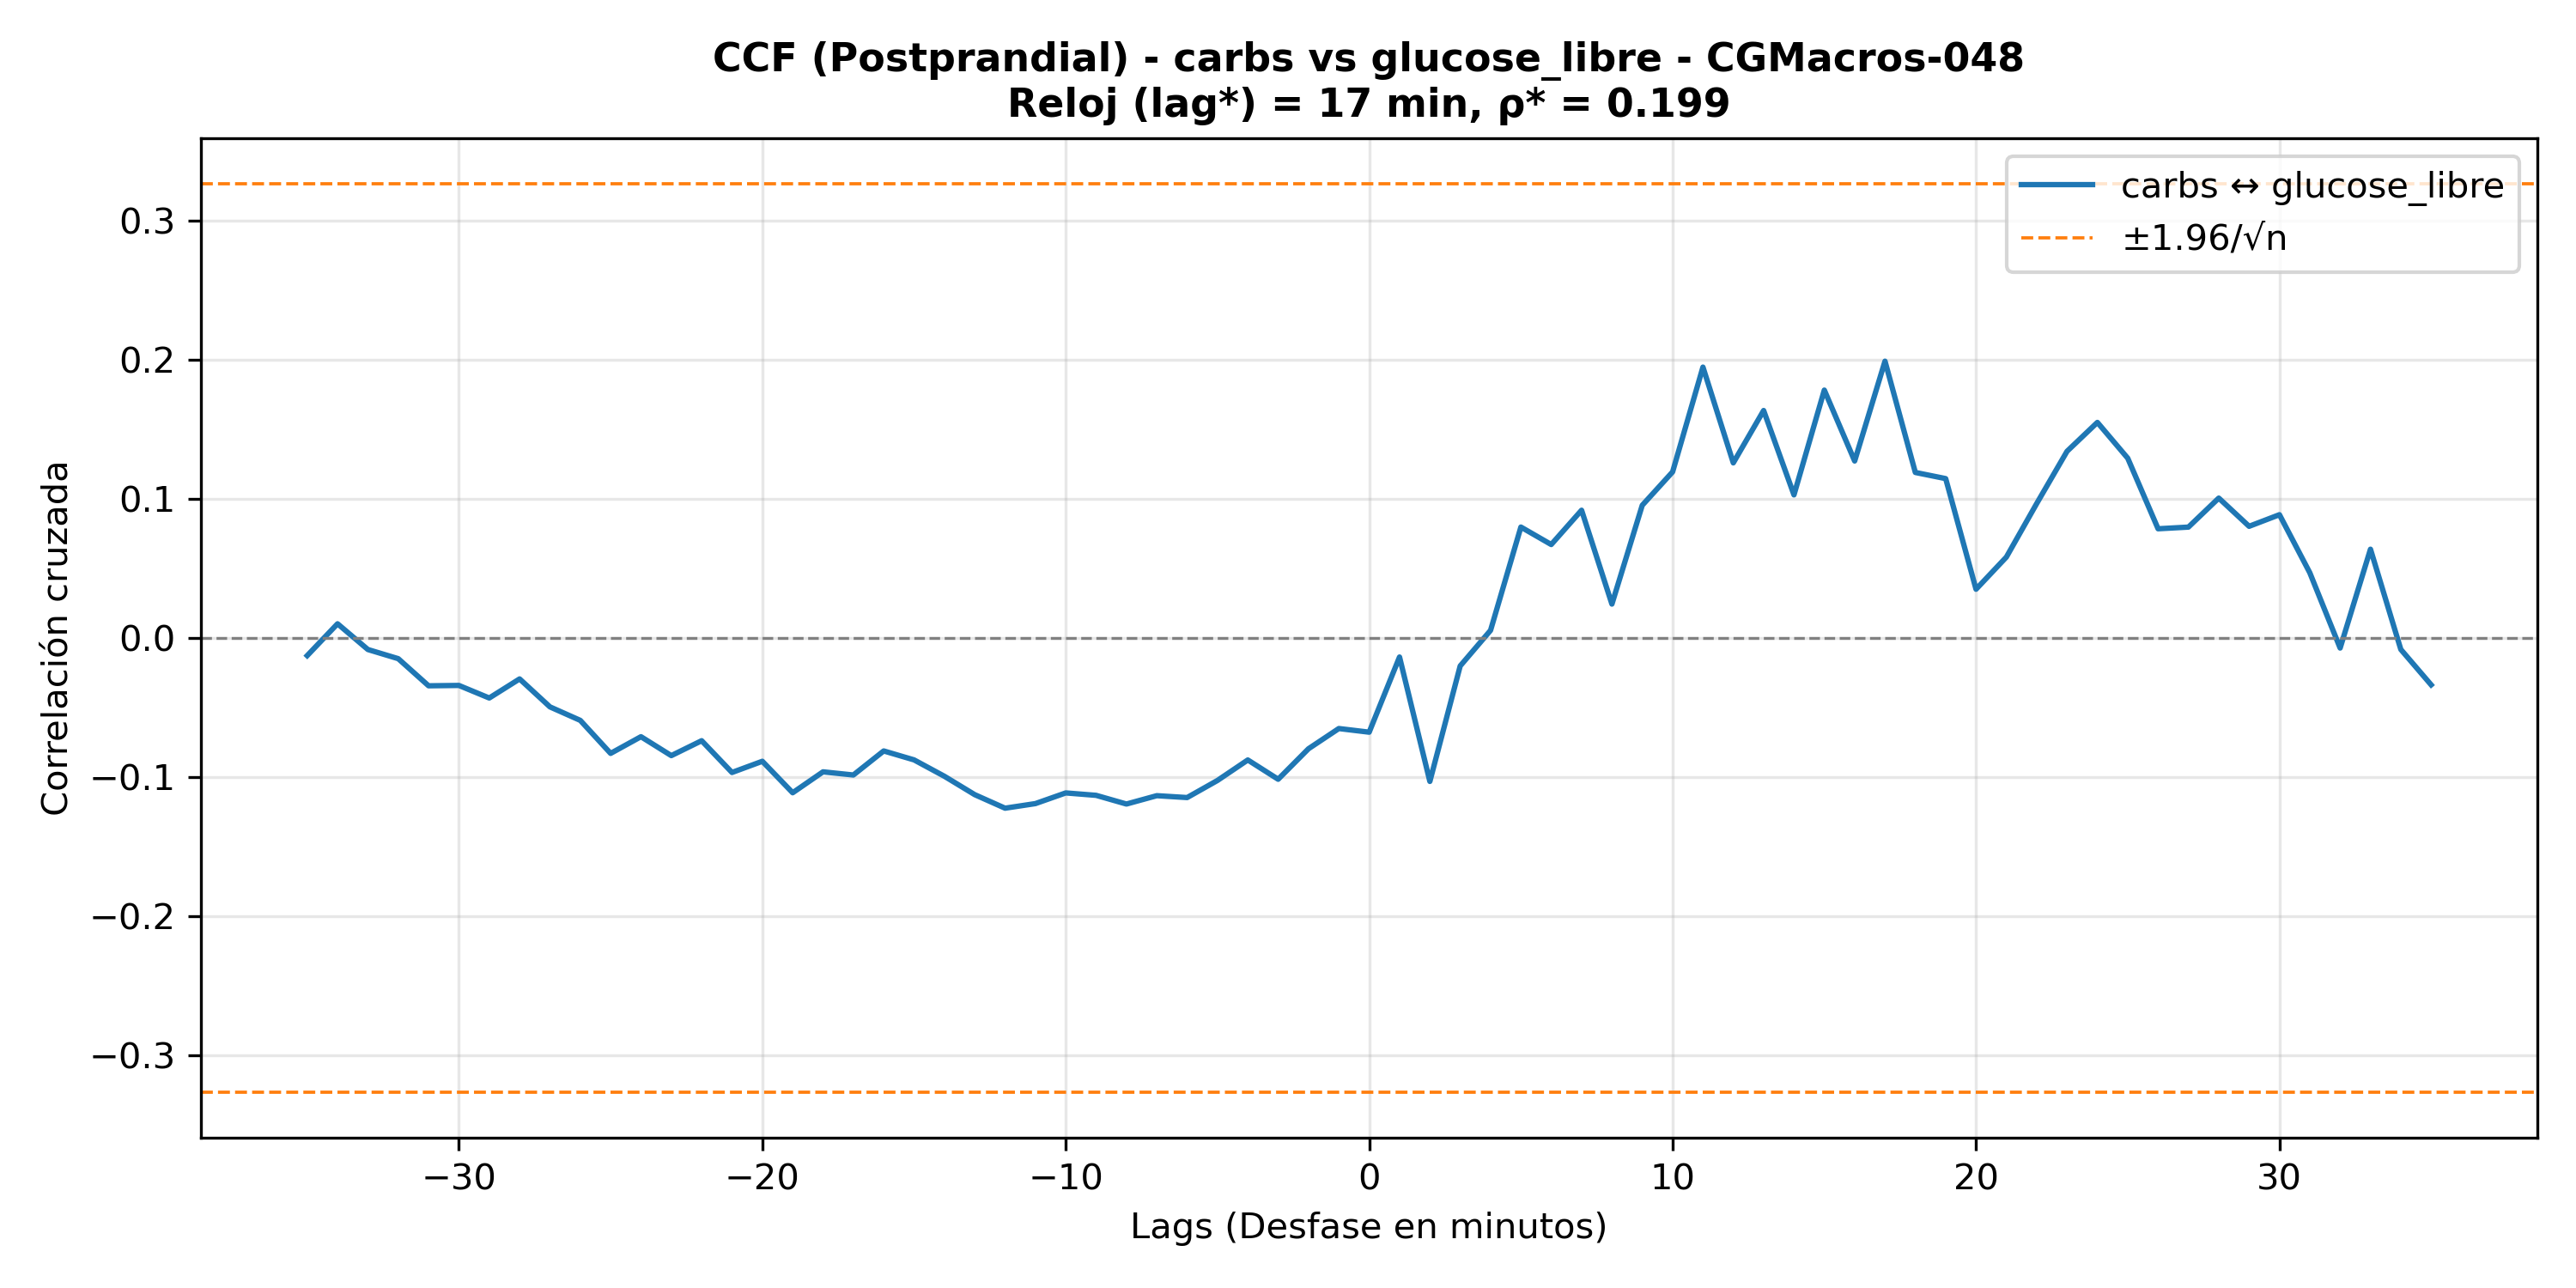 CCF (Postprandial) - carbs vs glucose_libre - CGMacros-048
Reloj (lag*) = 17 min, ρ* = 0.199
carbs ↔ glucose_libre
±1.96/√n
Correlación cruzada
0.3
0.2
0.1
0.0
−0.1
−0.2
−0.3
−30
−20
−10
0
10
20
30
Lags (Desfase en minutos)